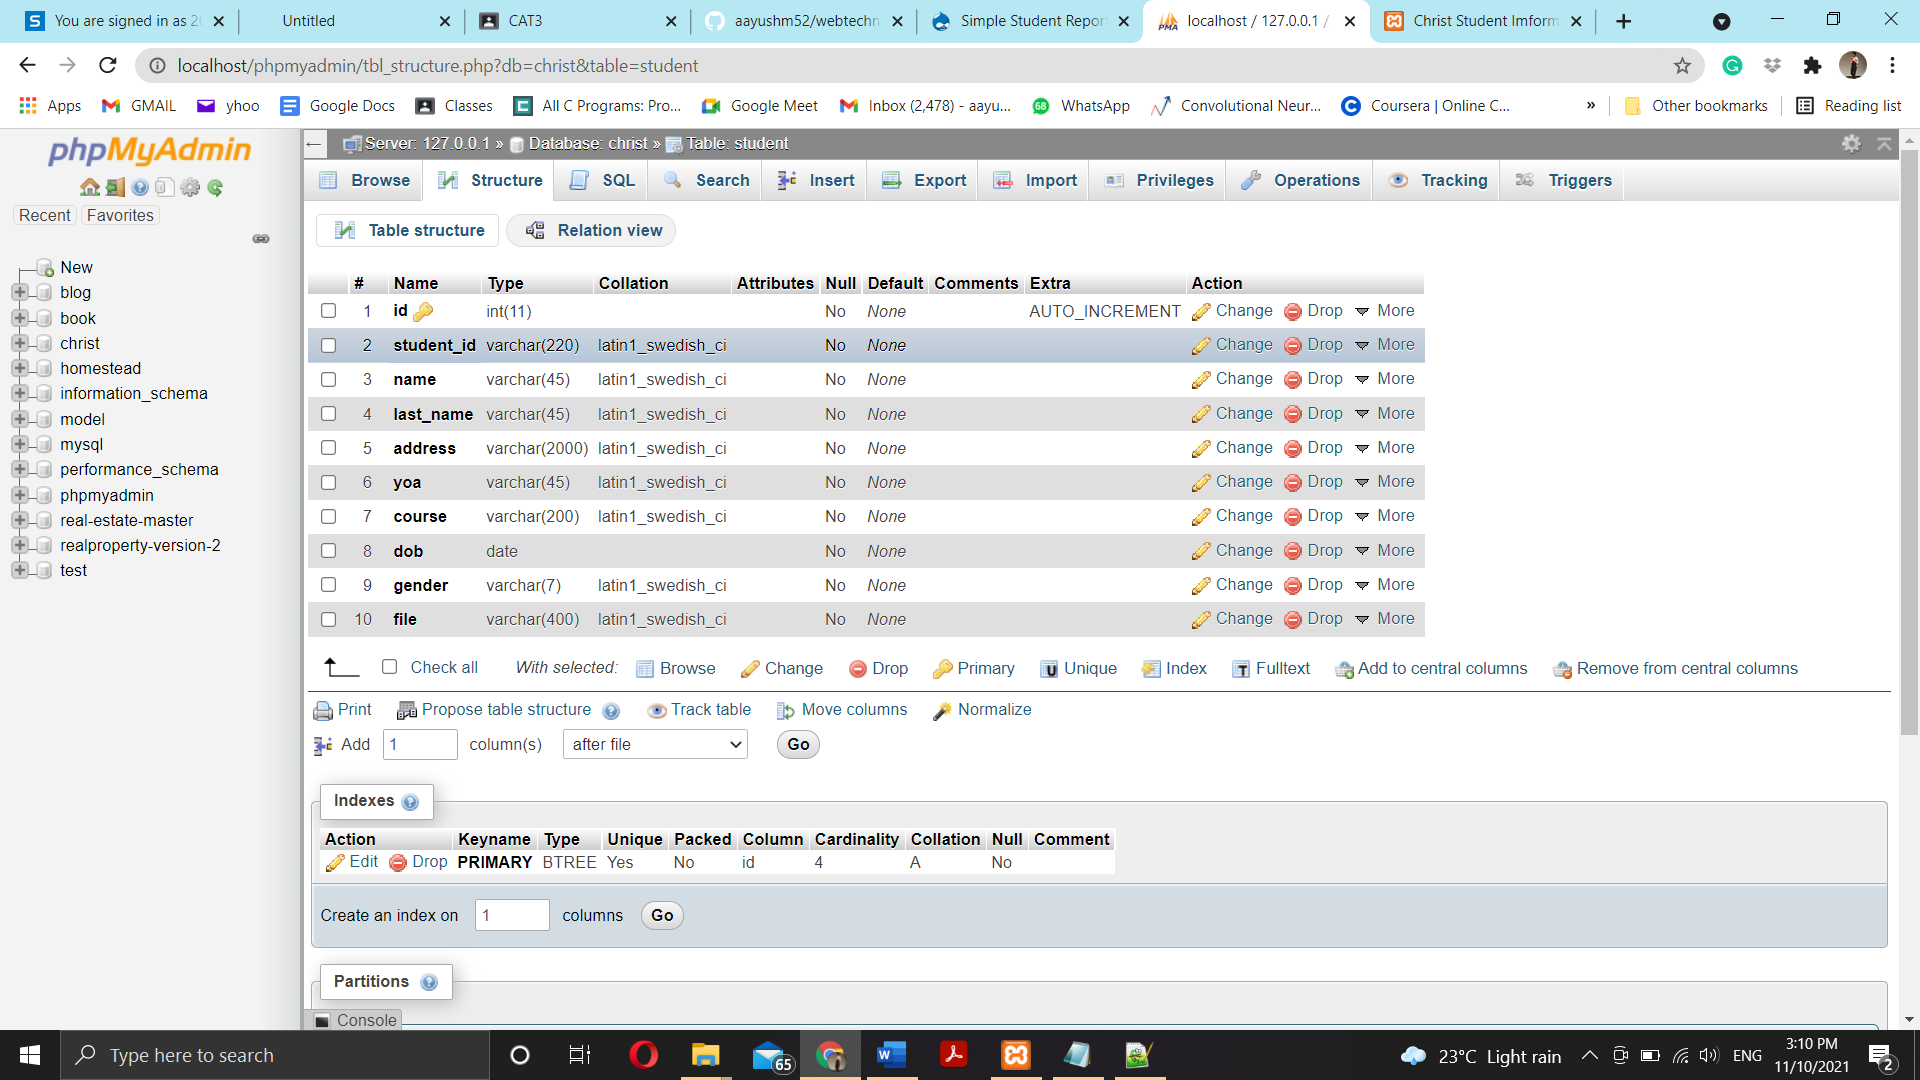 You are signed in as 20
Untitled
CAT3
aayushm52/webtechn
Simple Student Repor
localhost / 127.0.0.1 /
Christ Student Imform
localhost/phpmyadmin/tbl_structure.php?db=christ&table=student
Apps GMAIL yhoo Google Docs Classes All C Programs: Pro... Google Meet Inbox (2,478) - aayu... WhatsApp Convolutional Neur... Coursera | Online C... » Other bookmarks Reading list
phpMyAdmin
Recent Favorites
New
blog
book
christ
homestead
information_schema
model
mysql
performance_schema
phpmyadmin
real-estate-master
realproperty-version-2
test
Server: 127.0.0.1 » Database: christ » Table: student
Browse Structure SQL Search Insert Export Import Privileges Operations Tracking Triggers
Table structure Relation view
# Name Type Collation Attributes Null Default Comments Extra Action
1 id int(11) No None AUTO_INCREMENT Change Drop More
2 student_id varchar(220) latin1_swedish_ci No None Change Drop More
3 name varchar(45) latin1_swedish_ci No None Change Drop More
4 last_name varchar(45) latin1_swedish_ci No None Change Drop More
5 address varchar(2000) latin1_swedish_ci No None Change Drop More
6 yoa varchar(45) latin1_swedish_ci No None Change Drop More
7 course varchar(200) latin1_swedish_ci No None Change Drop More
8 dob date No None Change Drop More
9 gender varchar(7) latin1_swedish_ci No None Change Drop More
10 file varchar(400) latin1_swedish_ci No None Change Drop More
Check all With selected: Browse Change Drop Primary Unique Index Fulltext Add to central columns Remove from central columns
Print Propose table structure Track table Move columns Normalize
Add 1 column(s) after file Go
Indexes
Action Keyname Type Unique Packed Column Cardinality Collation Null Comment
Edit Drop PRIMARY BTREE Yes No id 4 A No
Create an index on 1 columns Go
Partitions
Console
Type here to search
65
23°C Light rain
ENG
3:10 PM
11/10/2021
2